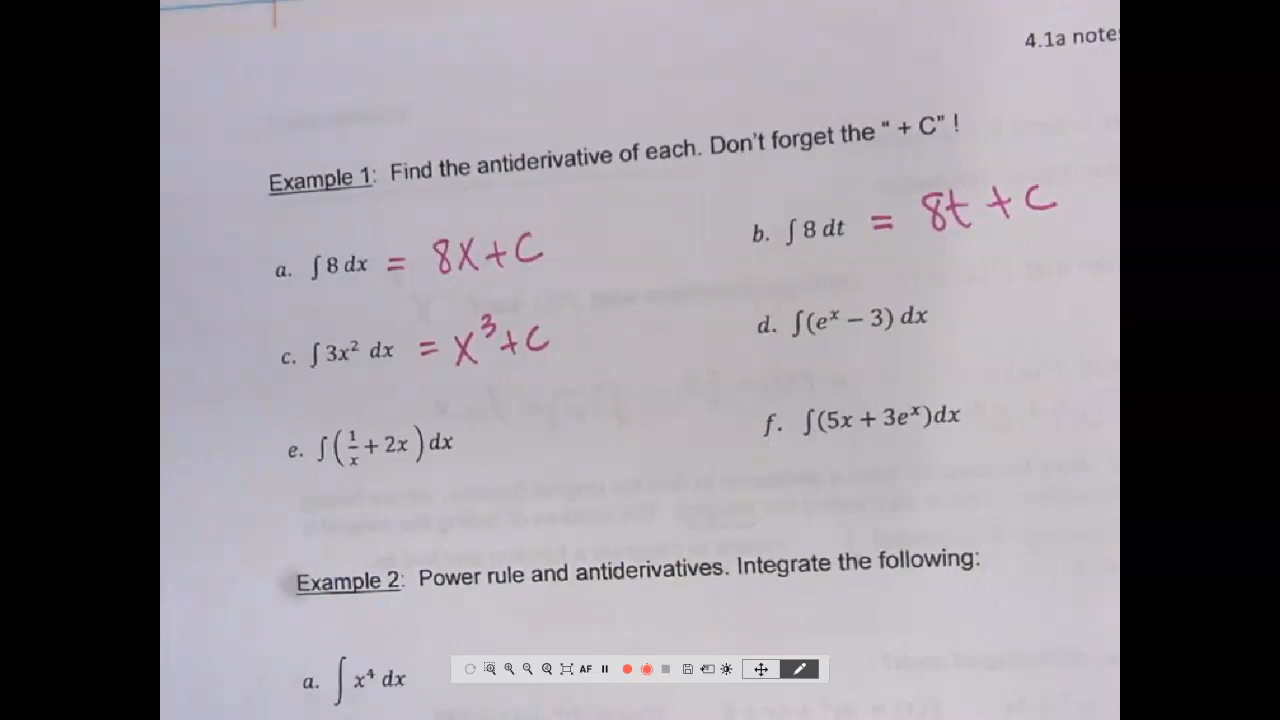 4.1a note
Example 1: Find the antiderivative of each. Don't forget the " + C" !
a. ∫ 8 dx = 8x + C
b. ∫ 8 dt = 8t + C
c. ∫ 3x² dx = x³ + C
d. ∫(eˣ − 3) dx
e. ∫(1/x + 2x) dx
f. ∫(5x + 3eˣ)dx
Example 2: Power rule and antiderivatives. Integrate the following:
a. ∫ x⁴ dx
AF